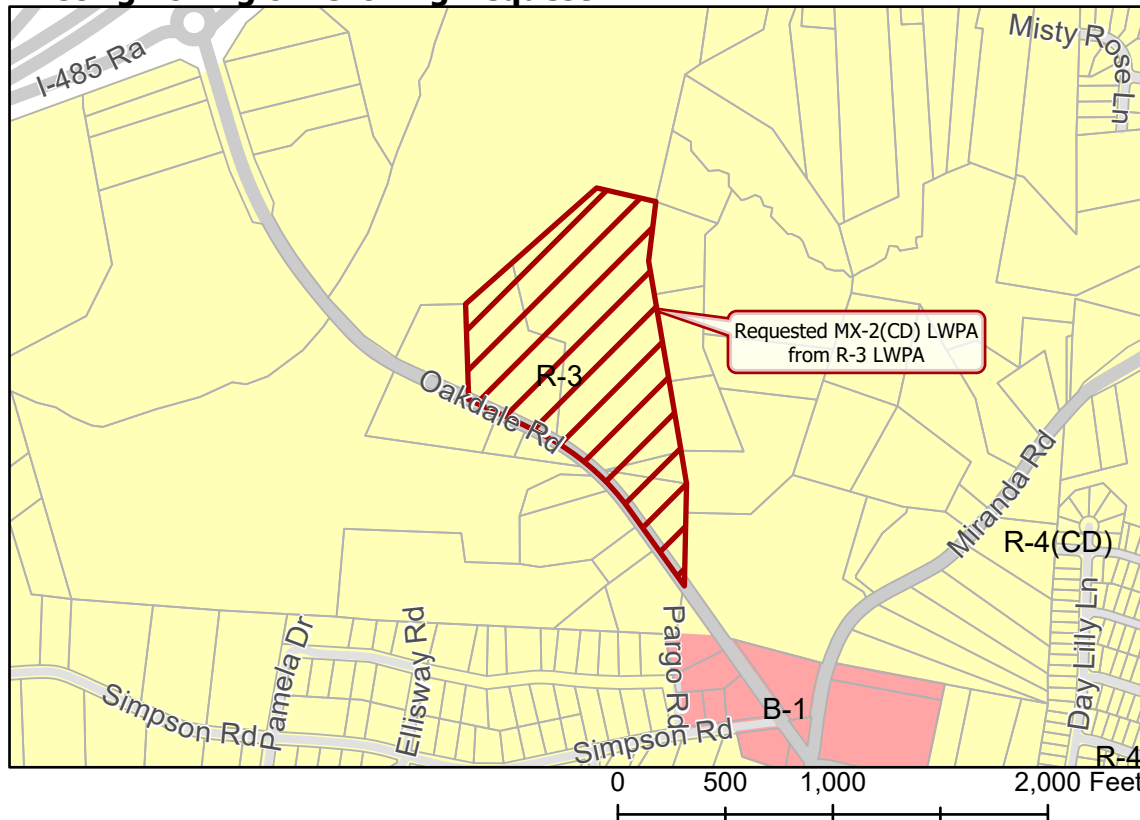 Misty Rose Ln
I-485 Ra
Requested MX-2(CD) LWPA
from R-3 LWPA
R-3
Oakdale Rd
Miranda Rd
R-4(CD)
Pargo Rd
Pamela Dr
Ellisway Rd
Day Lilly Ln
Simpson Rd
B-1
Simpson Rd
R-4
0 500 1,000 2,000 Feet